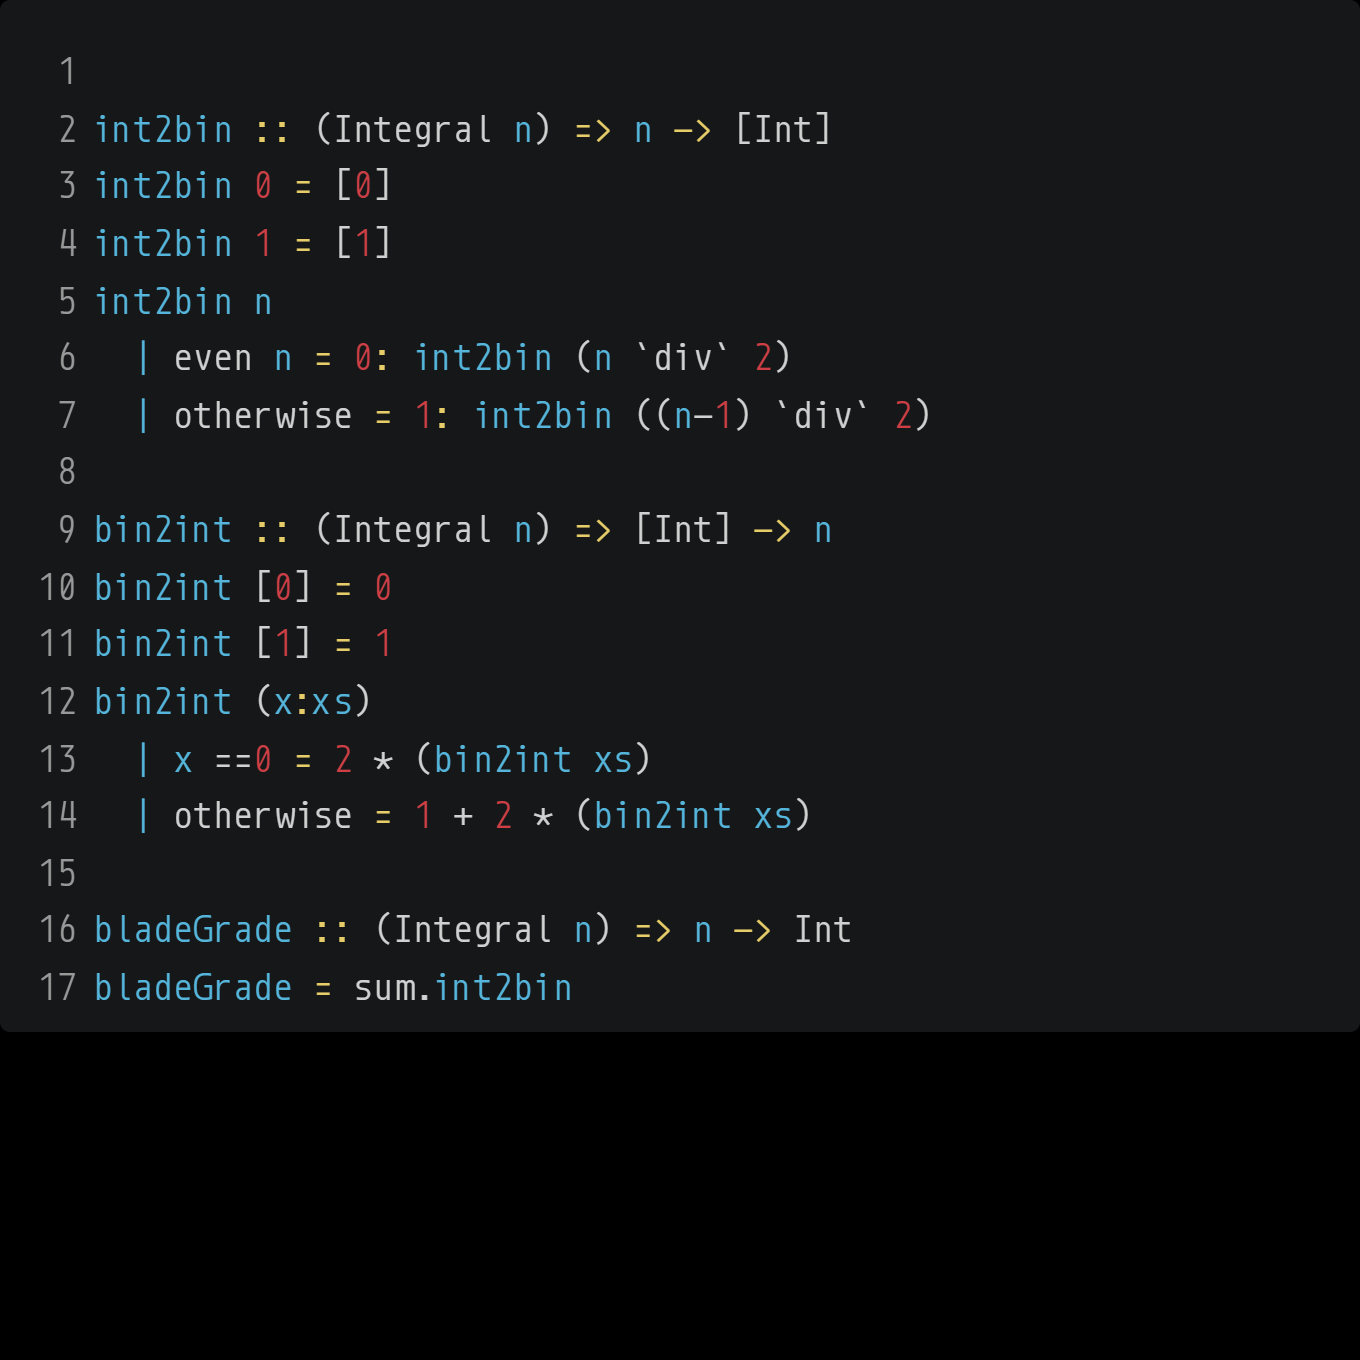 1
2 int2bin :: (Integral n) => n -> [Int]
3 int2bin 0 = [0]
4 int2bin 1 = [1]
5 int2bin n
6   | even n = 0: int2bin (n `div` 2)
7   | otherwise = 1: int2bin ((n-1) `div` 2)
8
9 bin2int :: (Integral n) => [Int] -> n
10 bin2int [0] = 0
11 bin2int [1] = 1
12 bin2int (x:xs)
13   | x ==0 = 2 * (bin2int xs)
14   | otherwise = 1 + 2 * (bin2int xs)
15
16 bladeGrade :: (Integral n) => n -> Int
17 bladeGrade = sum.int2bin